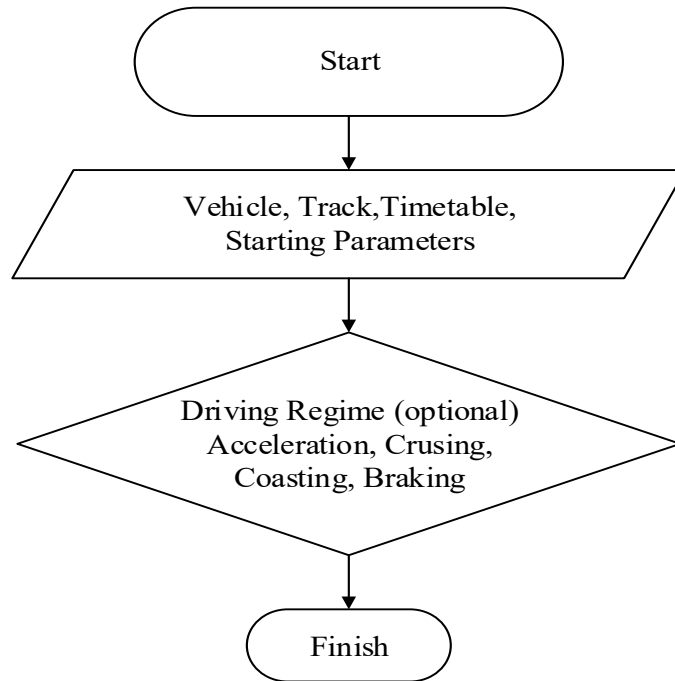 Start
Vehicle, Track,Timetable,
Starting Parameters
Driving Regime (optional)
Acceleration, Crusing,
Coasting, Braking
Finish